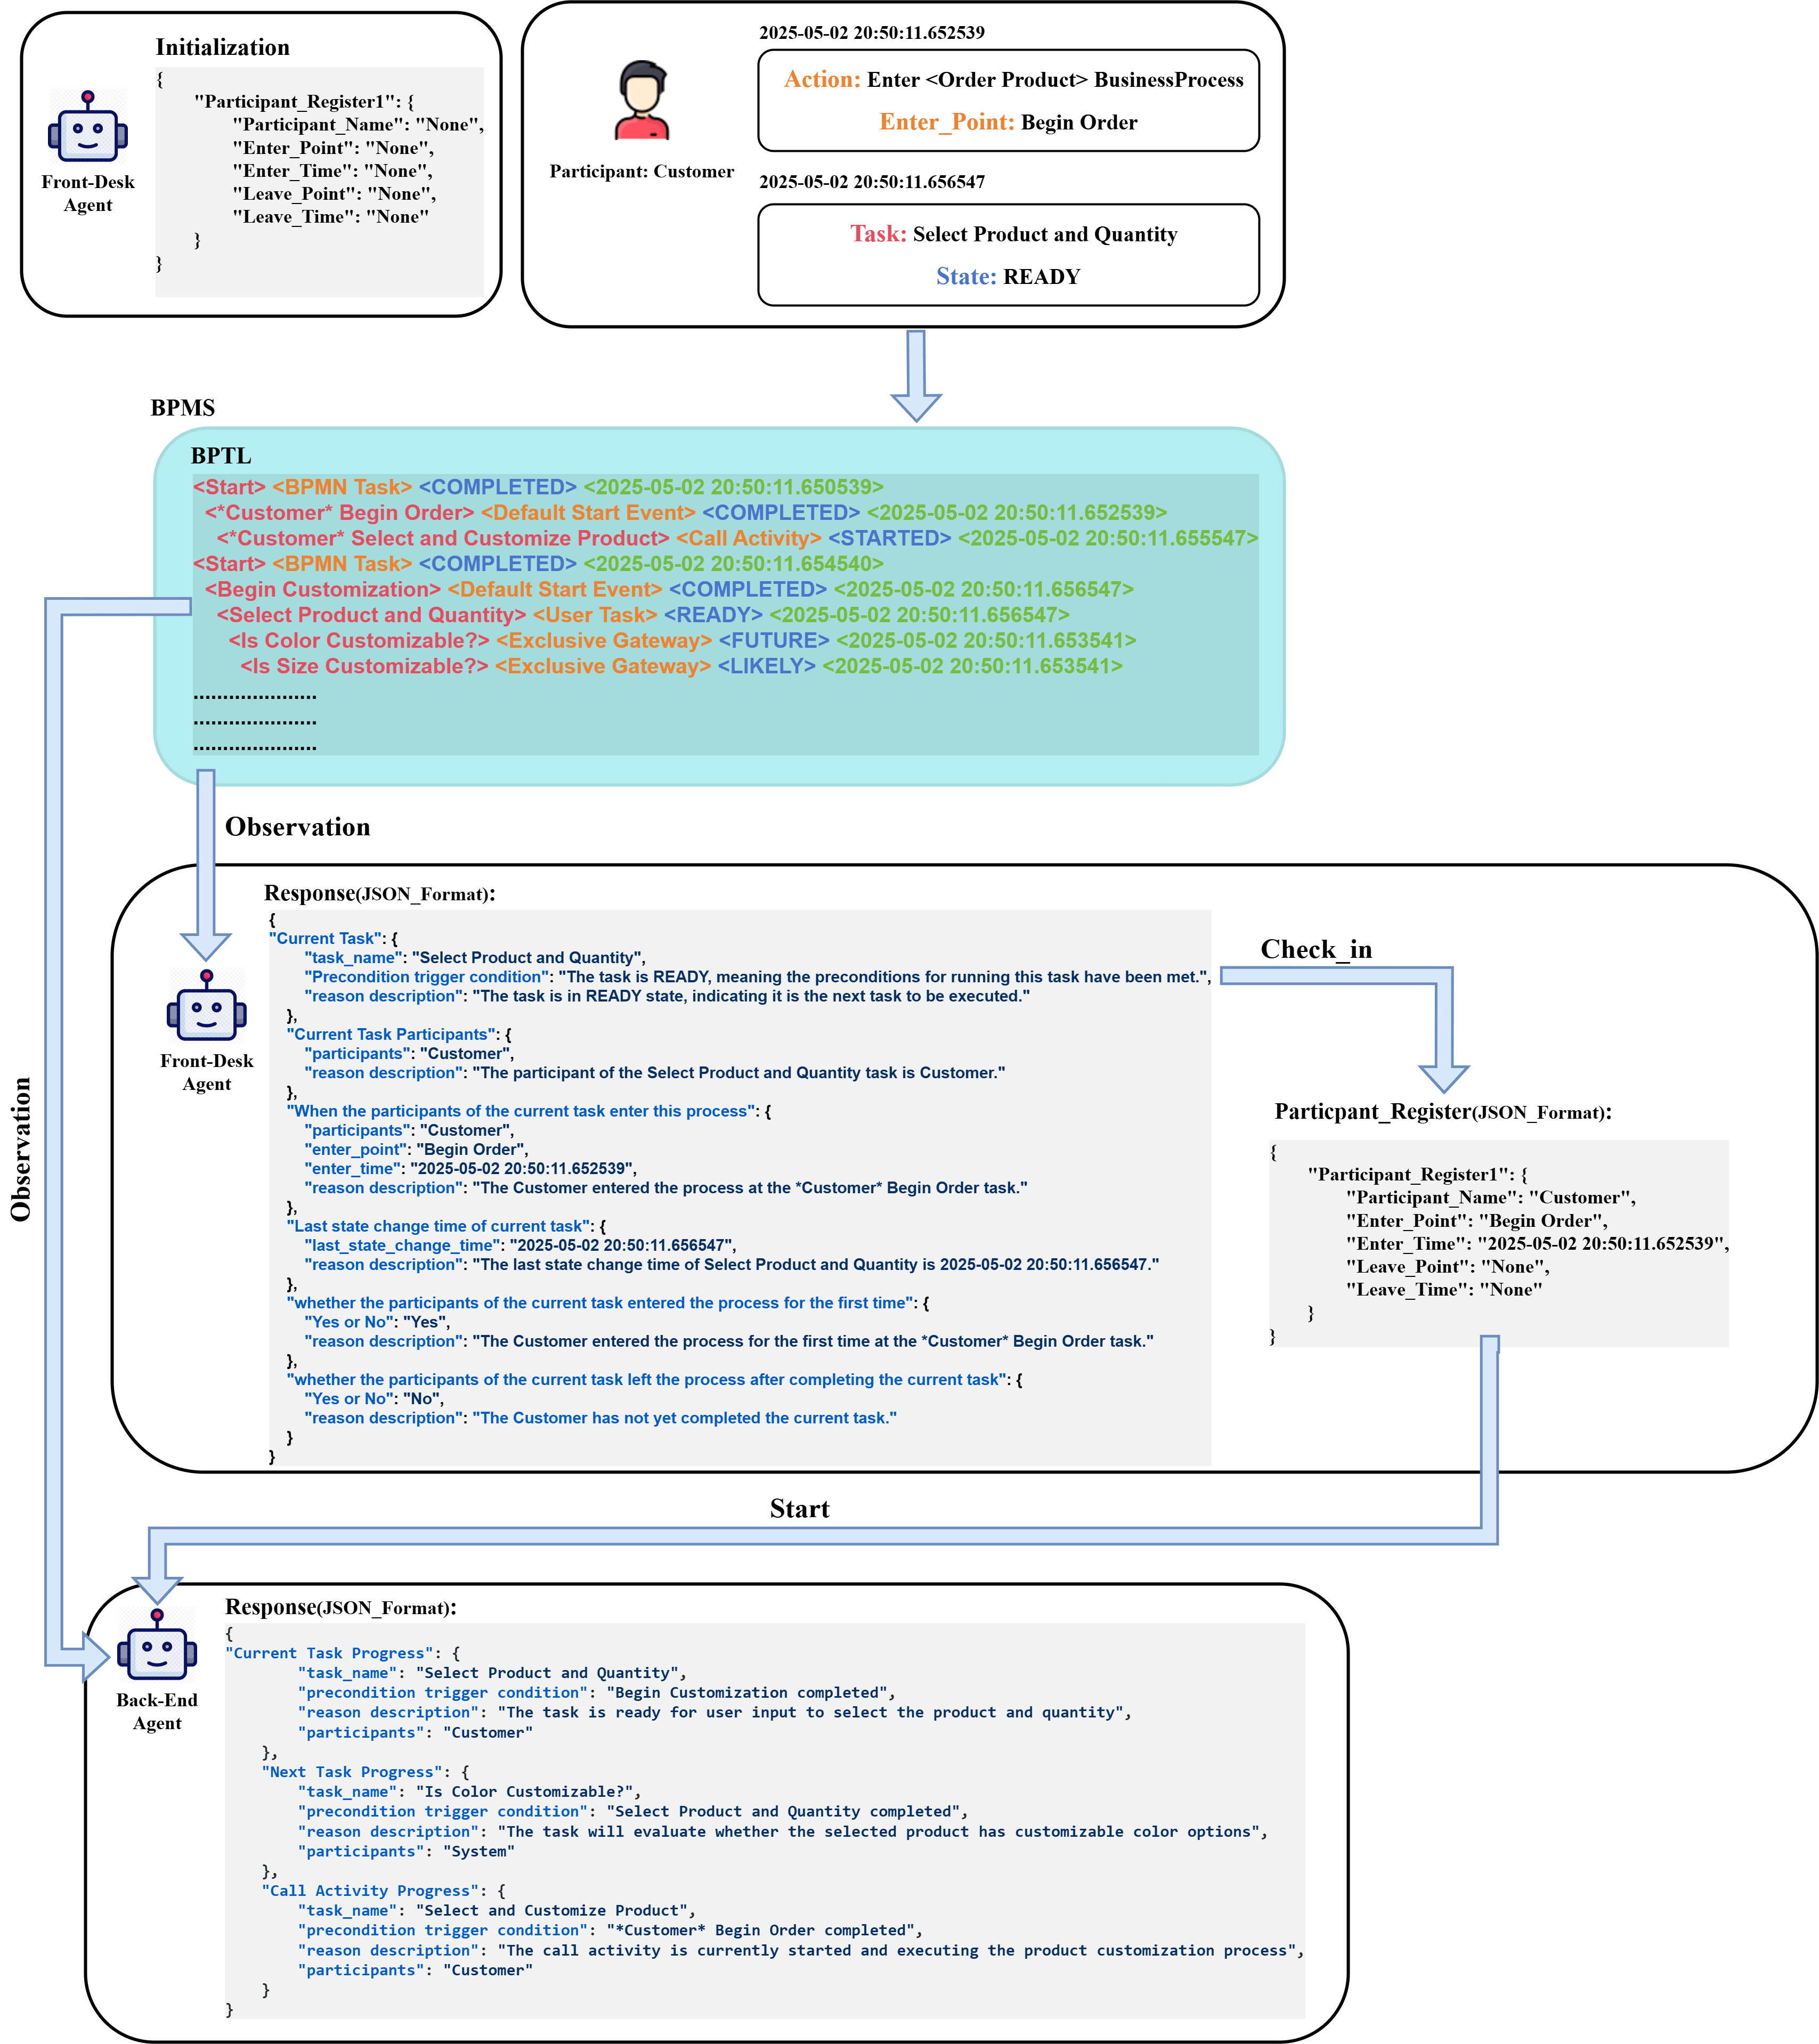 Initialization
{
"Participant_Register1": {
"Participant_Name": "None",
"Enter_Point": "None",
"Enter_Time": "None",
"Leave_Point": "None",
"Leave_Time": "None"
}
}
Front-Desk
Agent
Participant: Customer
2025-05-02 20:50:11.652539
Action: Enter <Order Product> BusinessProcess
Enter_Point: Begin Order
2025-05-02 20:50:11.656547
Task: Select Product and Quantity
State: READY
BPMS
BPTL
<Start> <BPMN Task> <COMPLETED> <2025-05-02 20:50:11.650539>
<*Customer* Begin Order> <Default Start Event> <COMPLETED> <2025-05-02 20:50:11.652539>
<*Customer* Select and Customize Product> <Call Activity> <STARTED> <2025-05-02 20:50:11.655547>
<Start> <BPMN Task> <COMPLETED> <2025-05-02 20:50:11.654540>
<Begin Customization> <Default Start Event> <COMPLETED> <2025-05-02 20:50:11.656547>
<Select Product and Quantity> <User Task> <READY> <2025-05-02 20:50:11.656547>
<Is Color Customizable?> <Exclusive Gateway> <FUTURE> <2025-05-02 20:50:11.653541>
<Is Size Customizable?> <Exclusive Gateway> <LIKELY> <2025-05-02 20:50:11.653541>
.....................
.....................
.....................
Observation
Observation
Front-Desk
Agent
Response(JSON_Format):
{
"Current Task": {
"task_name": "Select Product and Quantity",
"Precondition trigger condition": "The task is READY, meaning the preconditions for running this task have been met.",
"reason description": "The task is in READY state, indicating it is the next task to be executed."
},
"Current Task Participants": {
"participants": "Customer",
"reason description": "The participant of the Select Product and Quantity task is Customer."
},
"When the participants of the current task enter this process": {
"participants": "Customer",
"enter_point": "Begin Order",
"enter_time": "2025-05-02 20:50:11.652539",
"reason description": "The Customer entered the process at the *Customer* Begin Order task."
},
"Last state change time of current task": {
"last_state_change_time": "2025-05-02 20:50:11.656547",
"reason description": "The last state change time of Select Product and Quantity is 2025-05-02 20:50:11.656547."
},
"whether the participants of the current task entered the process for the first time": {
"Yes or No": "Yes",
"reason description": "The Customer entered the process for the first time at the *Customer* Begin Order task."
},
"whether the participants of the current task left the process after completing the current task": {
"Yes or No": "No",
"reason description": "The Customer has not yet completed the current task."
}
}
Check_in
Particpant_Register(JSON_Format):
{
"Participant_Register1": {
"Participant_Name": "Customer",
"Enter_Point": "Begin Order",
"Enter_Time": "2025-05-02 20:50:11.652539",
"Leave_Point": "None",
"Leave_Time": "None"
}
}
Start
Back-End
Agent
Response(JSON_Format):
{
"Current Task Progress": {
"task_name": "Select Product and Quantity",
"precondition trigger condition": "Begin Customization completed",
"reason description": "The task is ready for user input to select the product and quantity",
"participants": "Customer"
},
"Next Task Progress": {
"task_name": "Is Color Customizable?",
"precondition trigger condition": "Select Product and Quantity completed",
"reason description": "The task will evaluate whether the selected product has customizable color options",
"participants": "System"
},
"Call Activity Progress": {
"task_name": "Select and Customize Product",
"precondition trigger condition": "*Customer* Begin Order completed",
"reason description": "The call activity is currently started and executing the product customization process",
"participants": "Customer"
}
}